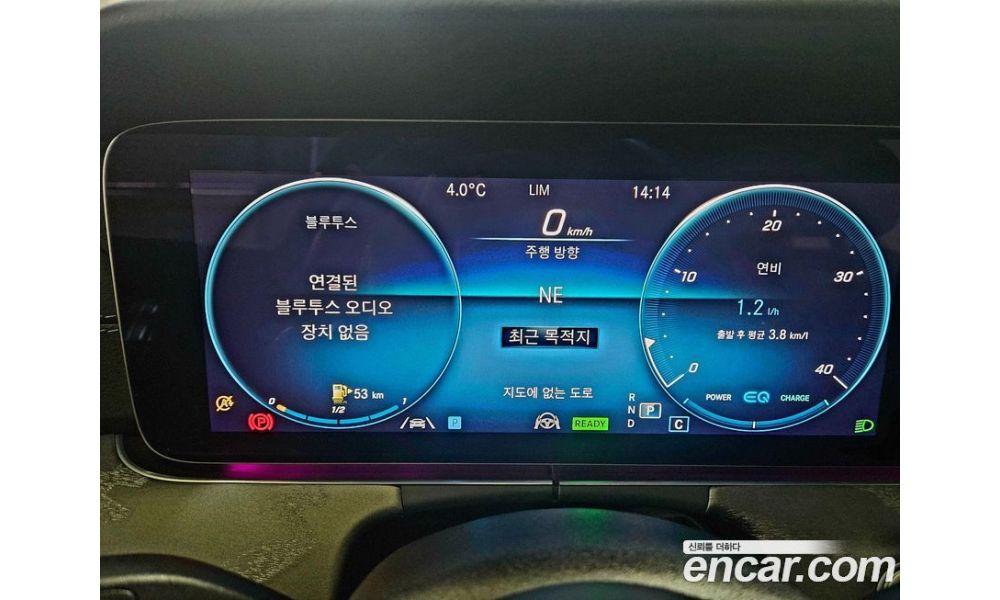 4.0°C LIM 14:14
블루투스
연결된
블루투스 오디오
장치 없음
53 km
0 1/2 1
0 km/h
주행 방향
NE
최근 목적지
지도에 없는 도로
READY
P
P
R
N P
D
C
20
10 30
0 40
연비
1.2 l/h
출발 후 평균 3.8 km/l
POWER EQ CHARGE
A
신뢰를 더하다
encar.com